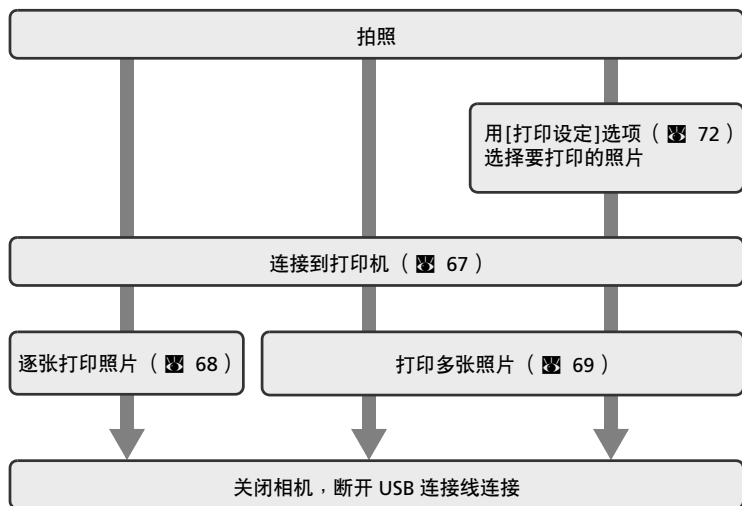 拍照
用[打印设定]选项（ 72 ）
选择要打印的照片
连接到打印机（ 67 ）
逐张打印照片（ 68 ）
打印多张照片（ 69 ）
关闭相机，断开 USB 连接线连接